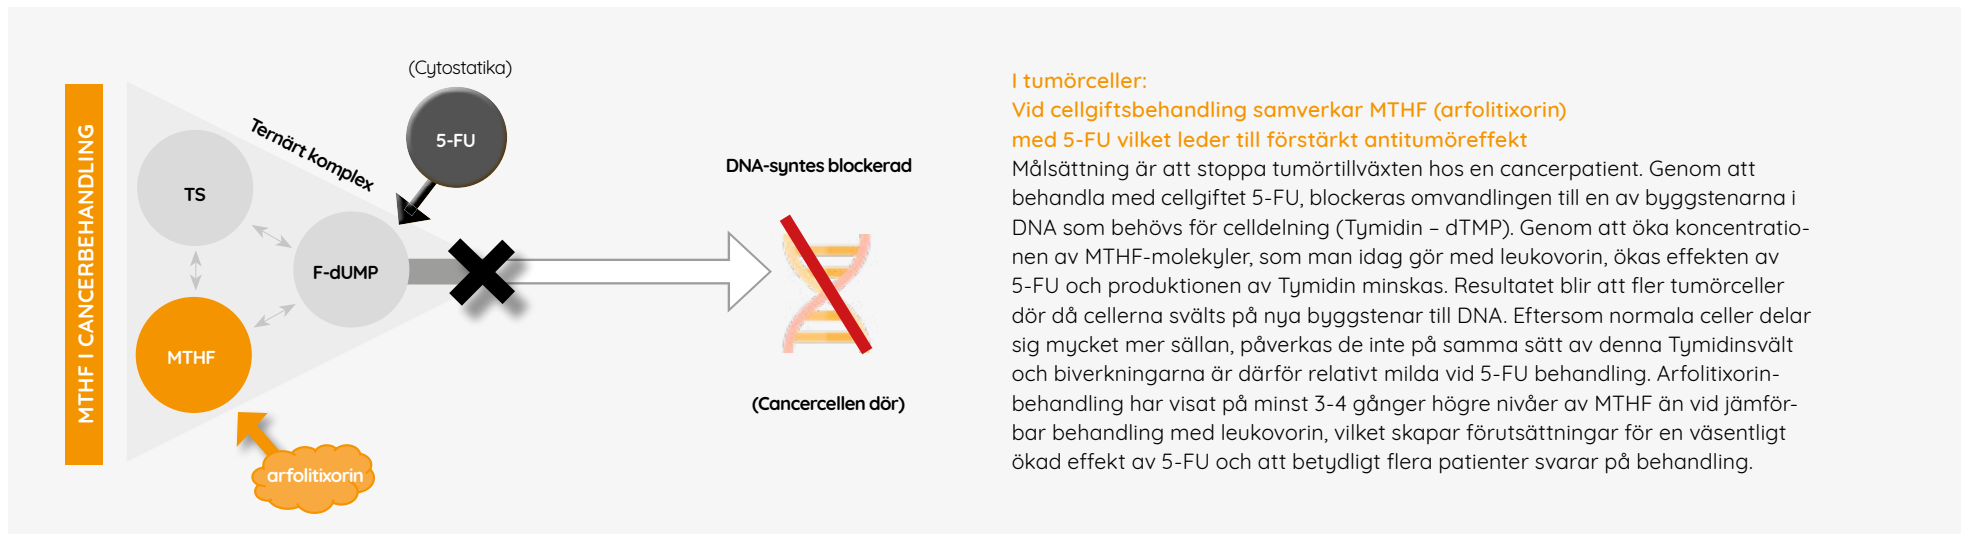 MTHF I CANCERBEHANDLING
(Cytostatika)
5-FU
Ternärt komplex
TS
F-dUMP
MTHF
arfolitixorin
DNA-syntes blockerad
(Cancercellen dör)
I tumörceller:
Vid cellgiftsbehandling samverkar MTHF (arfolitixorin)
med 5-FU vilket leder till förstärkt antitumöreffekt
Målsättning är att stoppa tumörtillväxten hos en cancerpatient. Genom att
behandla med cellgiftet 5-FU, blockeras omvandlingen till en av byggstenarna i
DNA som behövs för celldelning (Tymidin – dTMP). Genom att öka koncentratio-
nen av MTHF-molekyler, som man idag gör med leukovorin, ökas effekten av
5-FU och produktionen av Tymidin minskas. Resultatet blir att fler tumörceller
dör då cellerna svälts på nya byggstenar till DNA. Eftersom normala celler delar
sig mycket mer sällan, påverkas de inte på samma sätt av denna Tymidinsvält
och biverkningarna är därför relativt milda vid 5-FU behandling. Arfolitixorin-
behandling har visat på minst 3-4 gånger högre nivåer av MTHF än vid jämför-
bar behandling med leukovorin, vilket skapar förutsättningar för en väsentligt
ökad effekt av 5-FU och att betydligt flera patienter svarar på behandling.